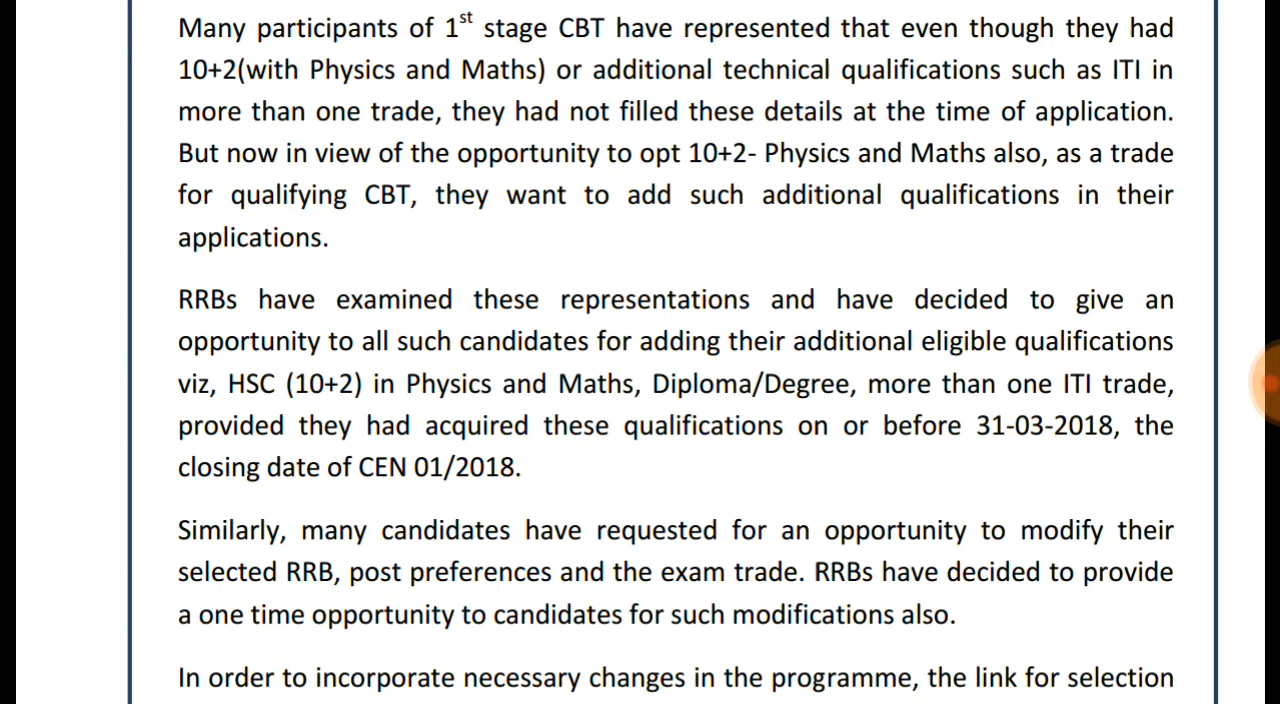 Many participants of 1st stage CBT have represented that even though they had
10+2(with Physics and Maths) or additional technical qualifications such as ITI in
more than one trade, they had not filled these details at the time of application.
But now in view of the opportunity to opt 10+2- Physics and Maths also, as a trade
for qualifying CBT, they want to add such additional qualifications in their
applications.
RRBs have examined these representations and have decided to give an
opportunity to all such candidates for adding their additional eligible qualifications
viz, HSC (10+2) in Physics and Maths, Diploma/Degree, more than one ITI trade,
provided they had acquired these qualifications on or before 31-03-2018, the
closing date of CEN 01/2018.
Similarly, many candidates have requested for an opportunity to modify their
selected RRB, post preferences and the exam trade. RRBs have decided to provide
a one time opportunity to candidates for such modifications also.
In order to incorporate necessary changes in the programme, the link for selection